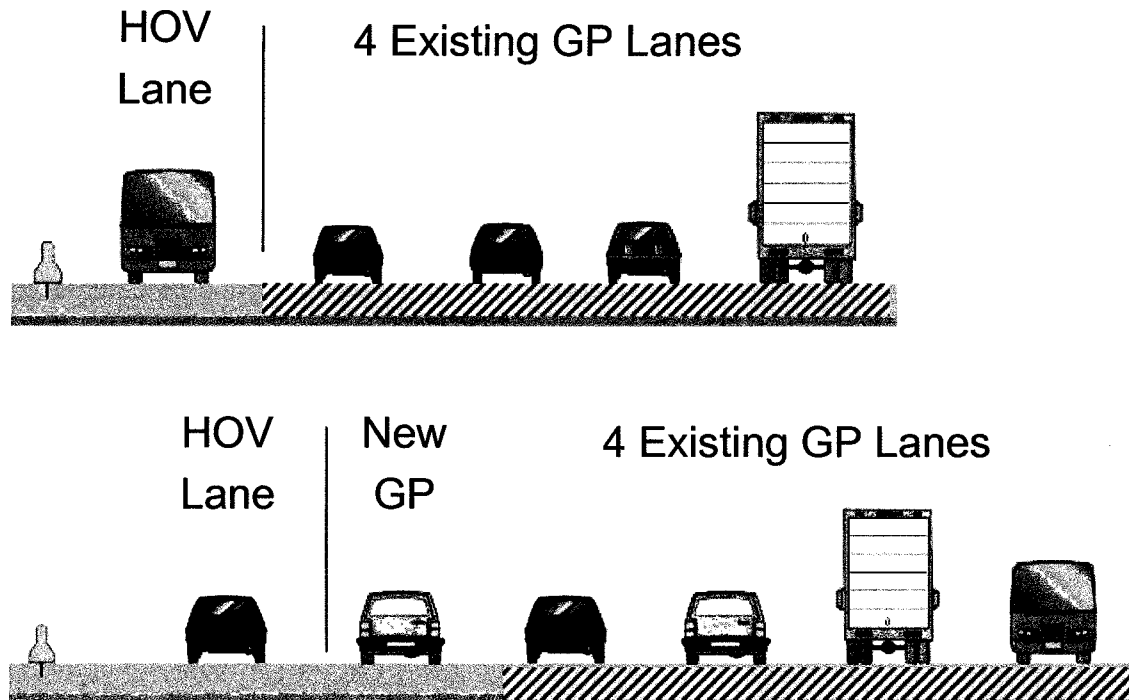 HOV
Lane
4 Existing GP Lanes
HOV
Lane
New
GP
4 Existing GP Lanes